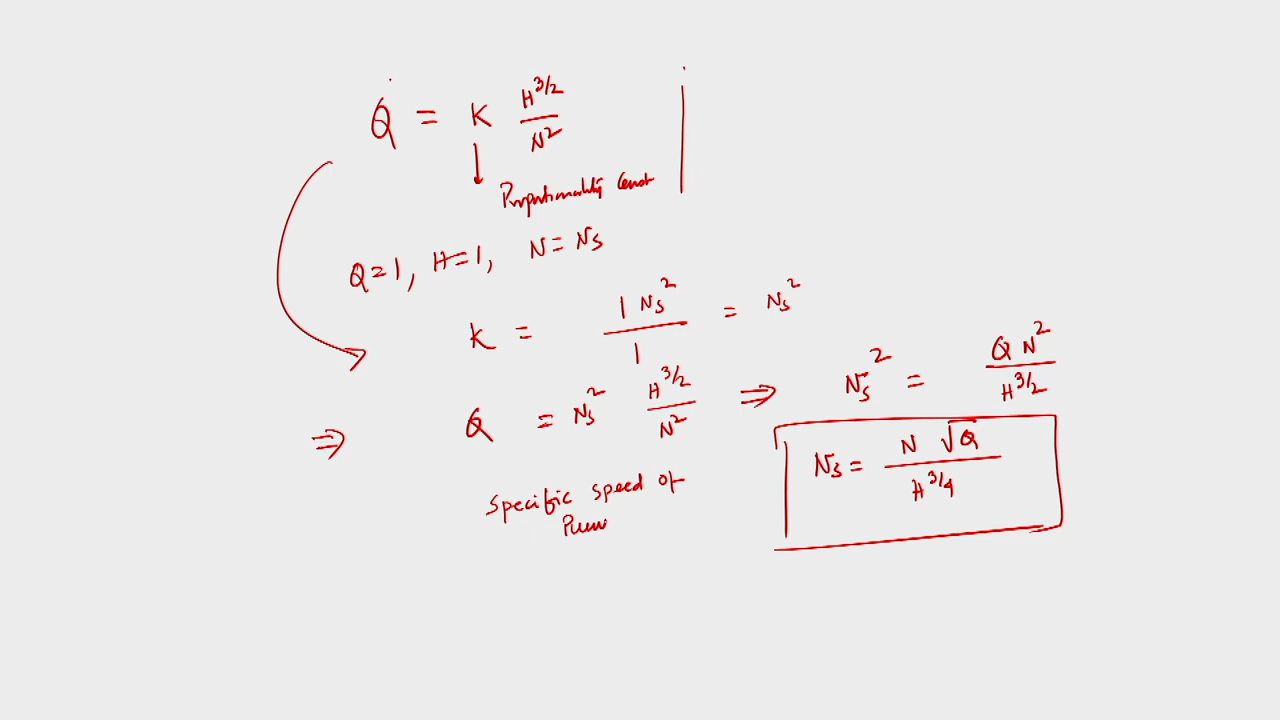 Q = K H^3/2 / N^2
Proportionality Const
Q=1, H=1, N = Ns
K = 1 Ns^2 / 1 = Ns^2
⇒ Q = Ns^2 H^3/2 / N^2 ⇒ Ns^2 = Q N^2 / H^3/2
Ns = N √Q / H^3/4
Specific speed of
Pum